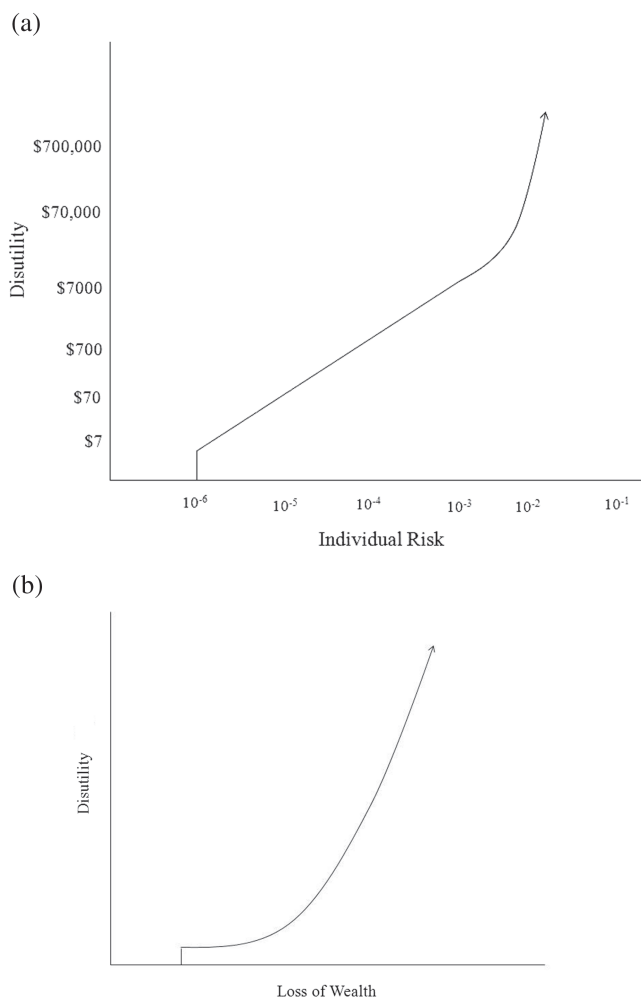 (a)
$700,000
$70,000
$7000
$700
$70
$7
Disutility
10-6
10-5
10-4
10-3
10-2
10-1
Individual Risk
(b)
Disutility
Loss of Wealth